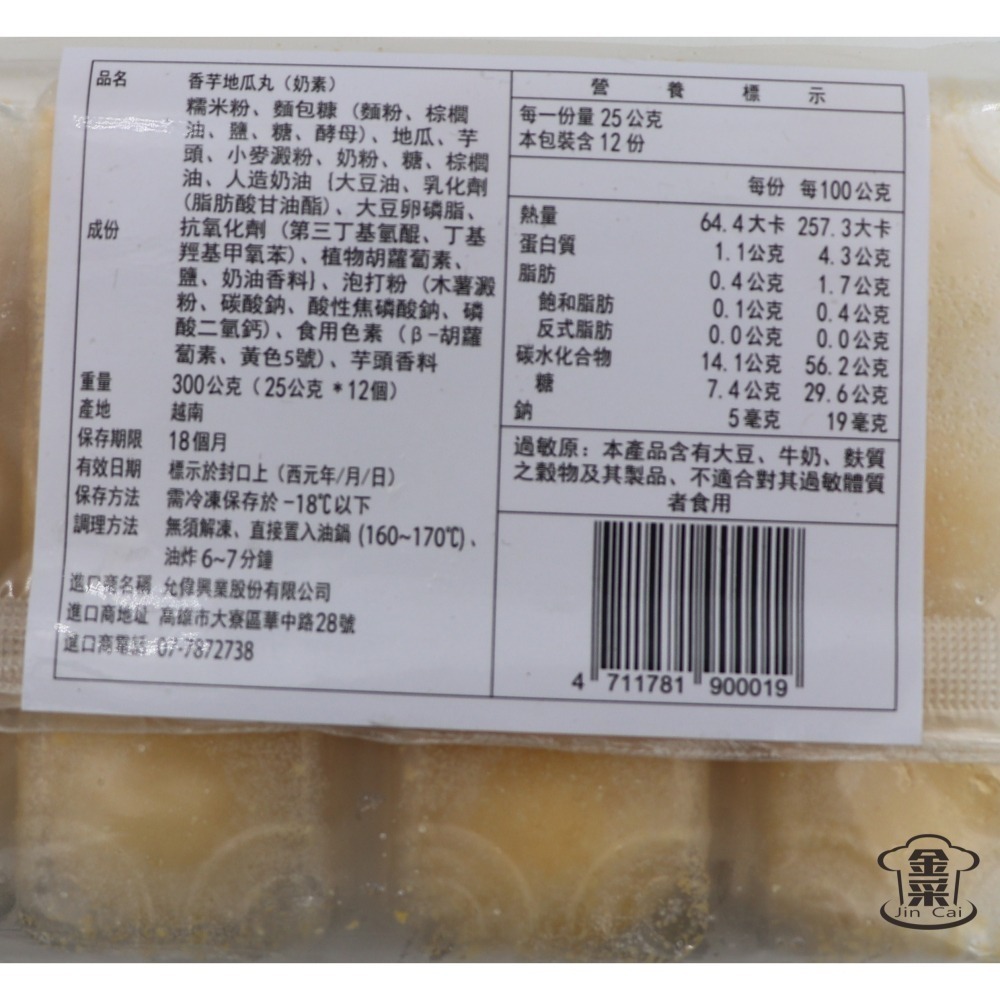 品名 香芋地瓜丸（奶素）
成份 糯米粉、麵包糠（麵粉、棕櫚
油、鹽、糖、酵母）、地瓜、芋
頭、小麥澱粉、奶粉、糖、棕櫚
油、人造奶油｛大豆油、乳化劑
（脂肪酸甘油酯）、大豆卵磷脂、
抗氧化劑（第三丁基氫醌、丁基
羥基甲氧苯）、植物胡蘿蔔素、
鹽、奶油香料｝、泡打粉（木薯澱
粉、碳酸鈉、酸性焦磷酸鈉、磷
酸二氫鈣）、食用色素（β-胡蘿
蔔素、黃色5號）、芋頭香料
重量 300公克（25公克*12個）
產地 越南
保存期限 18個月
有效日期 標示於封口上（西元年/月/日）
保存方法 需冷凍保存於-18℃以下
調理方法 無須解凍、直接置入油鍋(160~170℃)、
油炸6~7分鐘
進口商名稱 允偉興業股份有限公司
進口商地址 高雄市大寮區華中路28號
進口商電話 07-7872738
營養標示
每一份量25公克
本包裝含12份
每份 每100公克
熱量 64.4大卡 257.3大卡
蛋白質 1.1公克 4.3公克
脂肪 0.4公克 1.7公克
飽和脂肪 0.1公克 0.4公克
反式脂肪 0.0公克 0.0公克
碳水化合物 14.1公克 56.2公克
糖 7.4公克 29.6公克
鈉 5毫克 19毫克
過敏原：本產品含有大豆、牛奶、麩質
之穀物及其製品、不適合對其過敏體質
者食用
4 711781 900019
金菜
Jin Cai